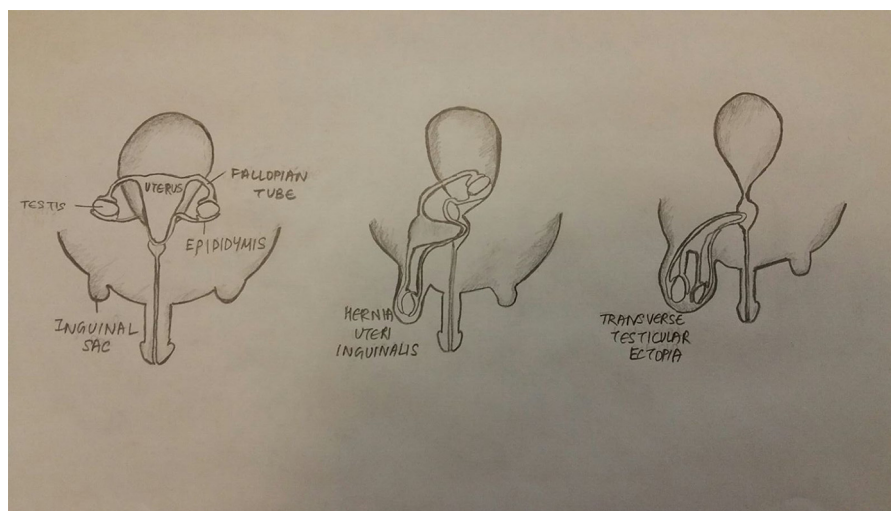 UTERUS
FALLOPIAN
TUBE
TESTIS
EPIDIDYMIS
INGUINAL
SAC
HERNIA
UTERI
INGUINALIS
TRANSVERSE
TESTICULAR
ECTOPIA